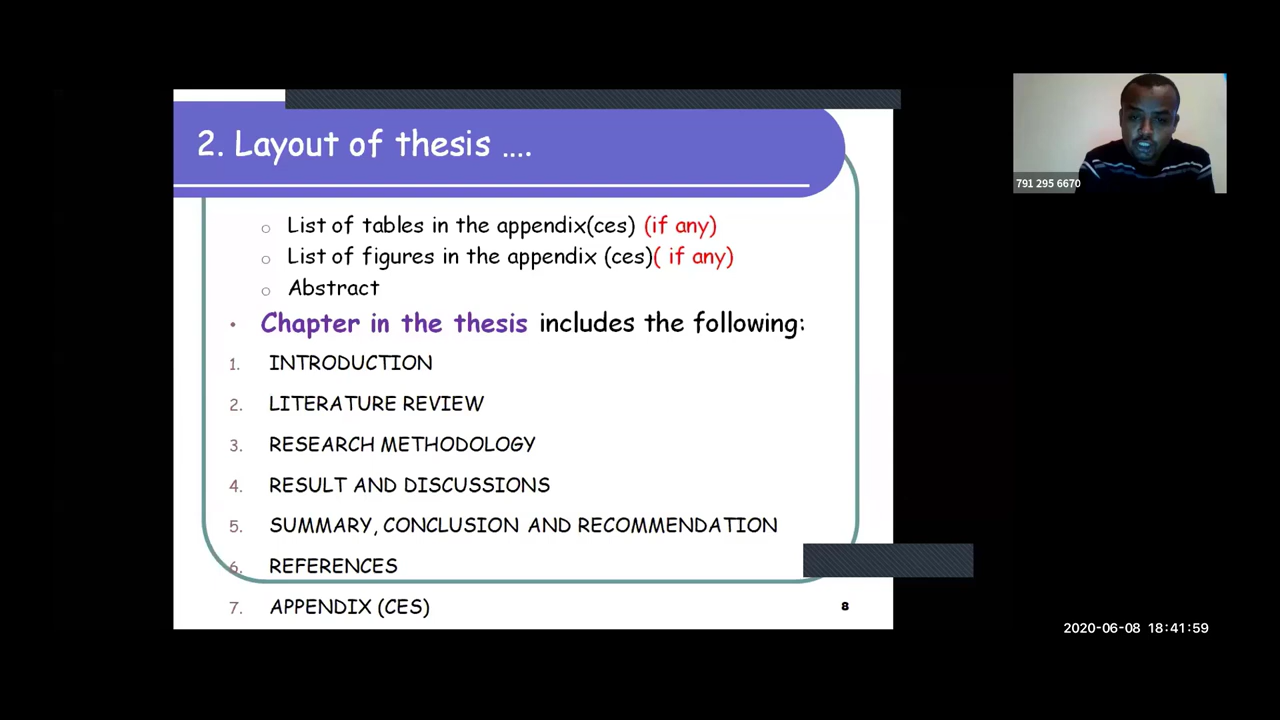 2. Layout of thesis ....
List of tables in the appendix(ces) (if any)
List of figures in the appendix (ces)( if any)
Abstract
Chapter in the thesis includes the following:
1. INTRODUCTION
2. LITERATURE REVIEW
3. RESEARCH METHODOLOGY
4. RESULT AND DISCUSSIONS
5. SUMMARY, CONCLUSION AND RECOMMENDATION
6. REFERENCES
7. APPENDIX (CES)
8
791 295 6670
2020-06-08 18:41:59